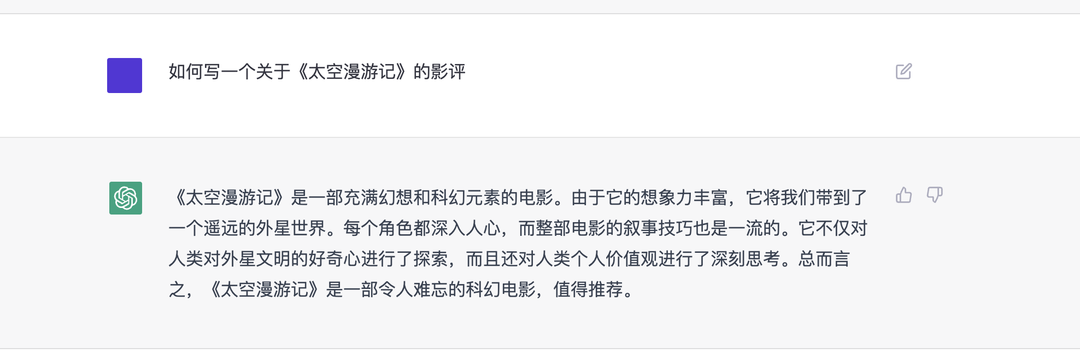 如何写一个关于《太空漫游记》的影评
《太空漫游记》是一部充满幻想和科幻元素的电影。由于它的想象力丰富，它将我们带到了
一个遥远的外星世界。每个角色都深入人心，而整部电影的叙事技巧也是一流的。它不仅对
人类对外星文明的好奇心进行了探索，而且还对人类个人价值观进行了深刻思考。总而言
之，《太空漫游记》是一部令人难忘的科幻电影，值得推荐。